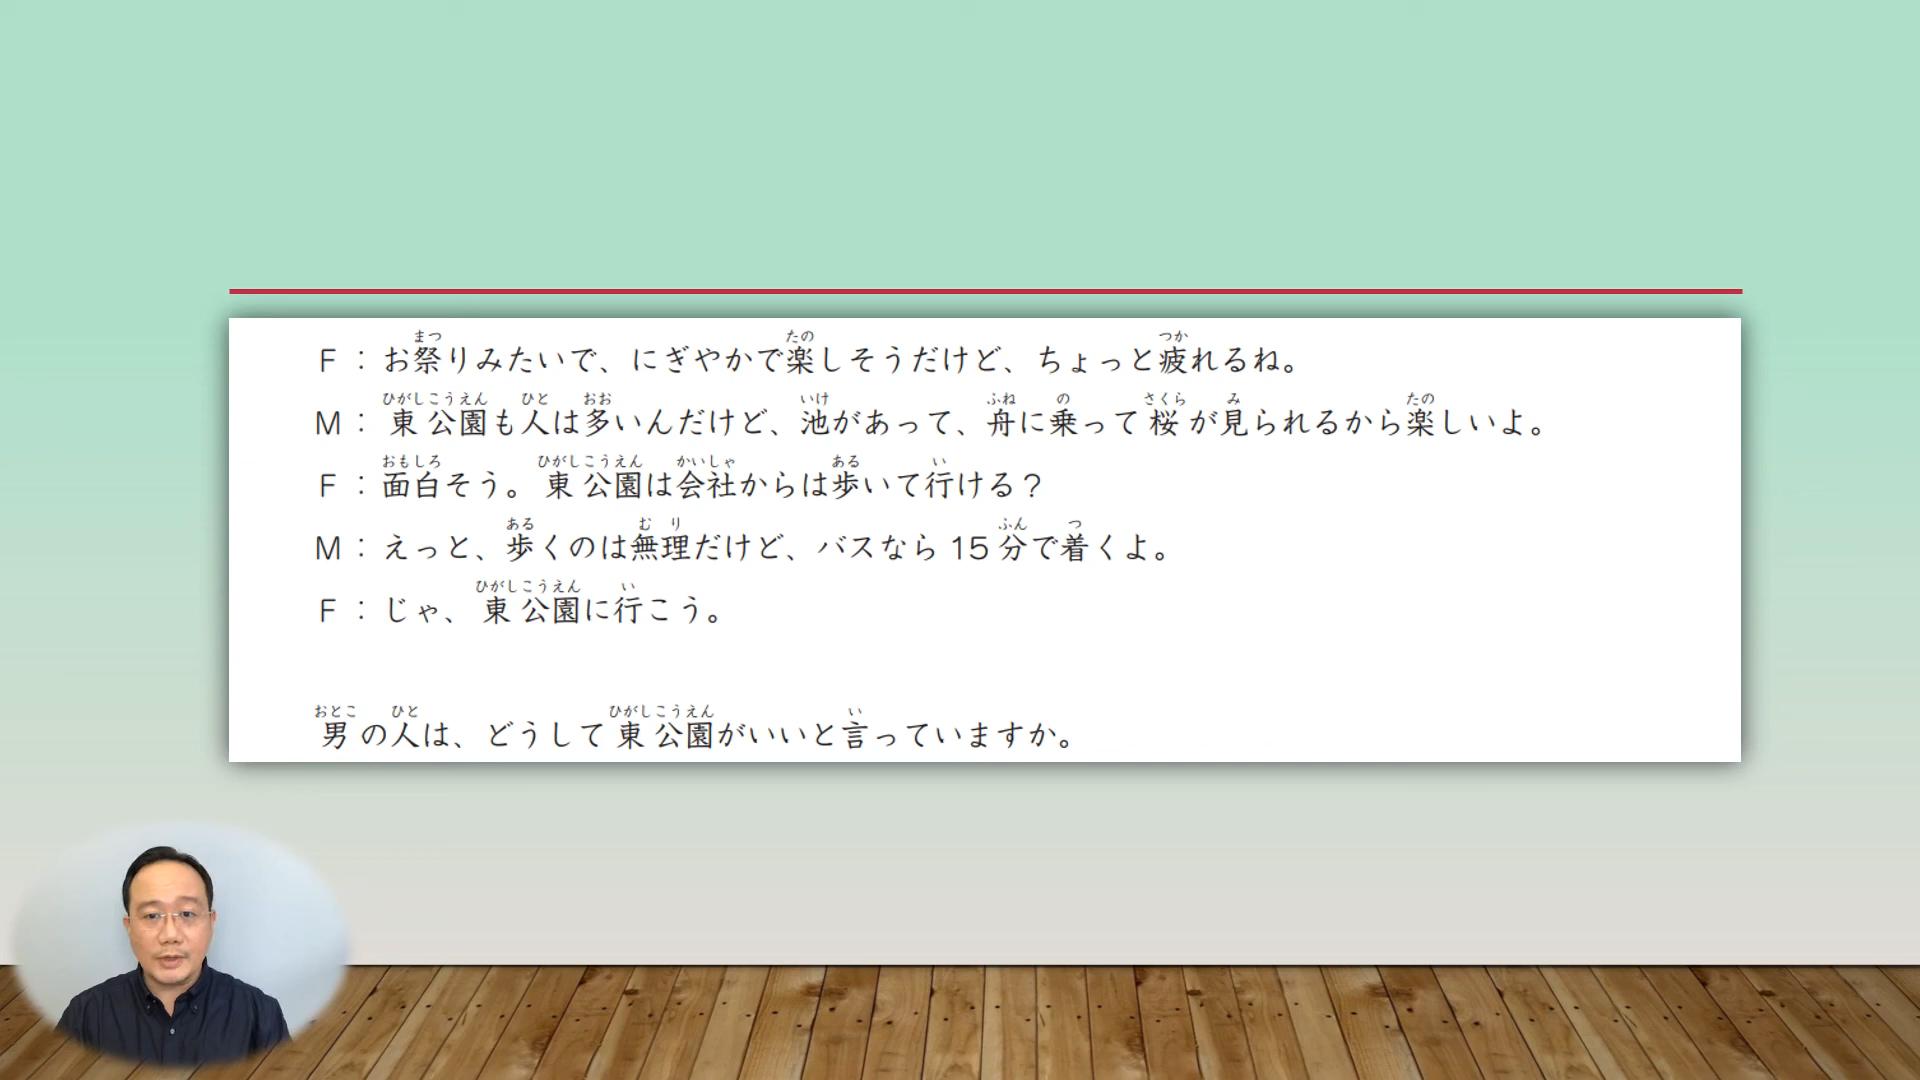 F：お祭りみたいで、にぎやかで楽しそうだけど、ちょっと疲れるね。
M：東公園も人は多いんだけど、池があって、舟に乗って桜が見られるから楽しいよ。
F：面白そう。東公園は会社からは歩いて行ける？
M：えっと、歩くのは無理だけど、バスなら15分で着くよ。
F：じゃ、東公園に行こう。
男の人は、どうして東公園がいいと言っていますか。